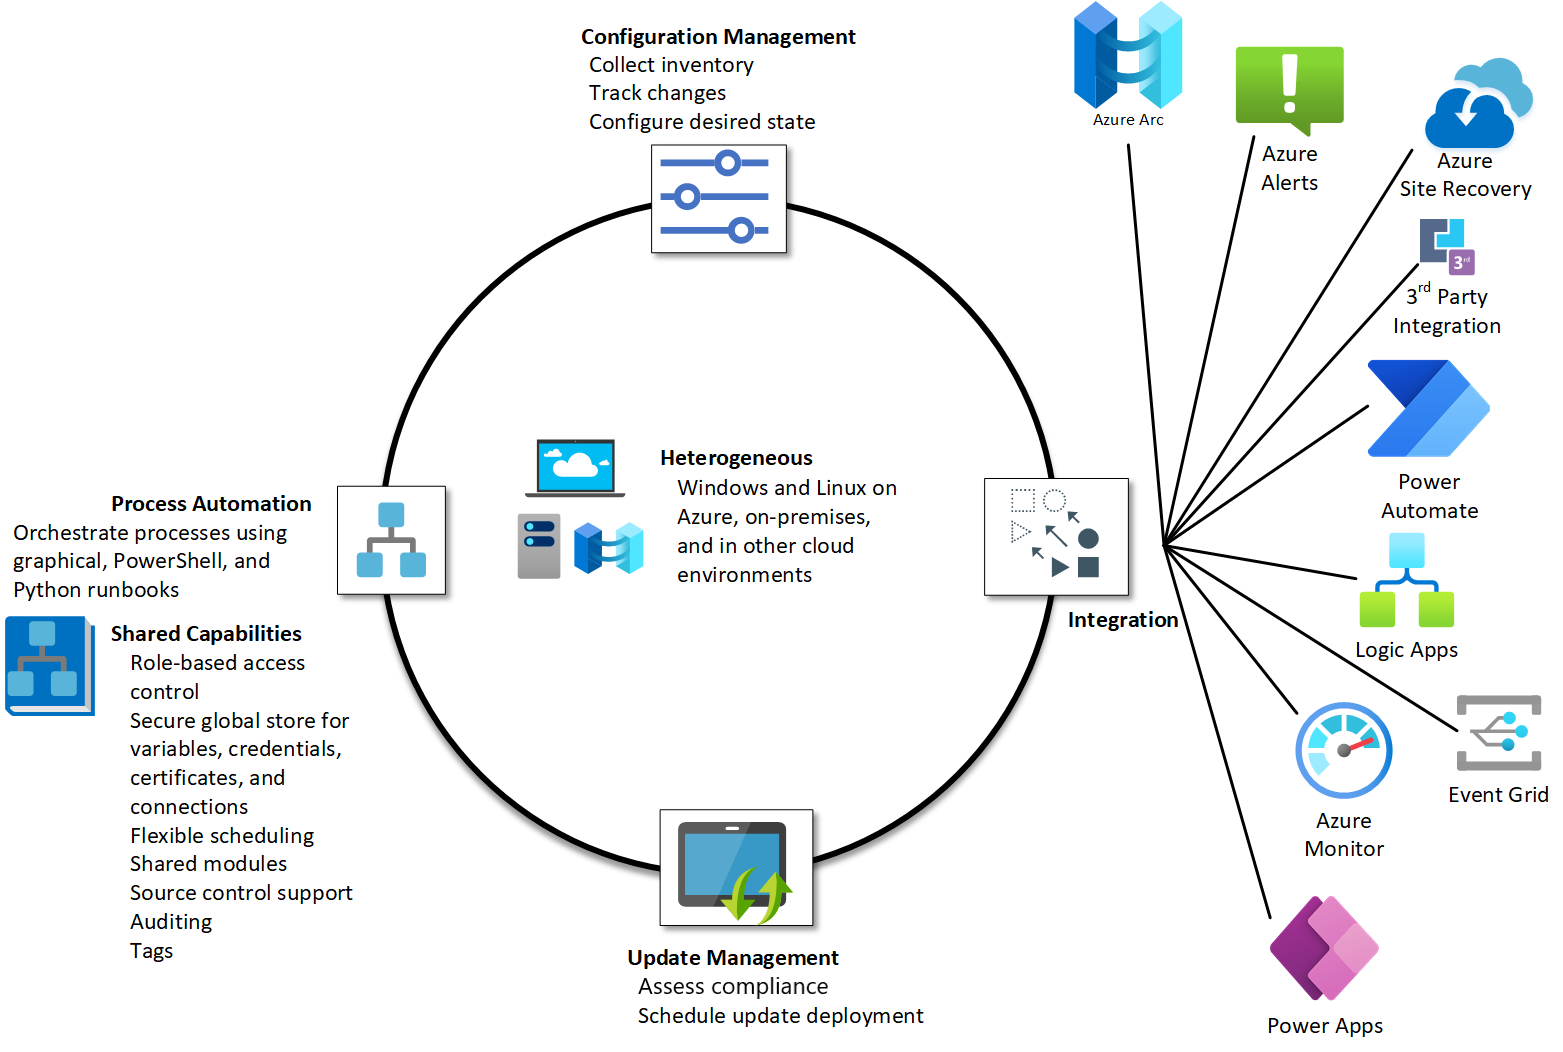 Configuration Management
Collect inventory
Track changes
Configure desired state
Azure Arc
Azure
Alerts
Azure
Site Recovery
3rd
3rd Party
Integration
Power
Automate
Logic Apps
Event Grid
Azure
Monitor
Power Apps
Integration
Heterogeneous
Windows and Linux on
Azure, on-premises,
and in other cloud
environments
Process Automation
Orchestrate processes using
graphical, PowerShell, and
Python runbooks
Shared Capabilities
Role-based access
control
Secure global store for
variables, credentials,
certificates, and
connections
Flexible scheduling
Shared modules
Source control support
Auditing
Tags
Update Management
Assess compliance
Schedule update deployment